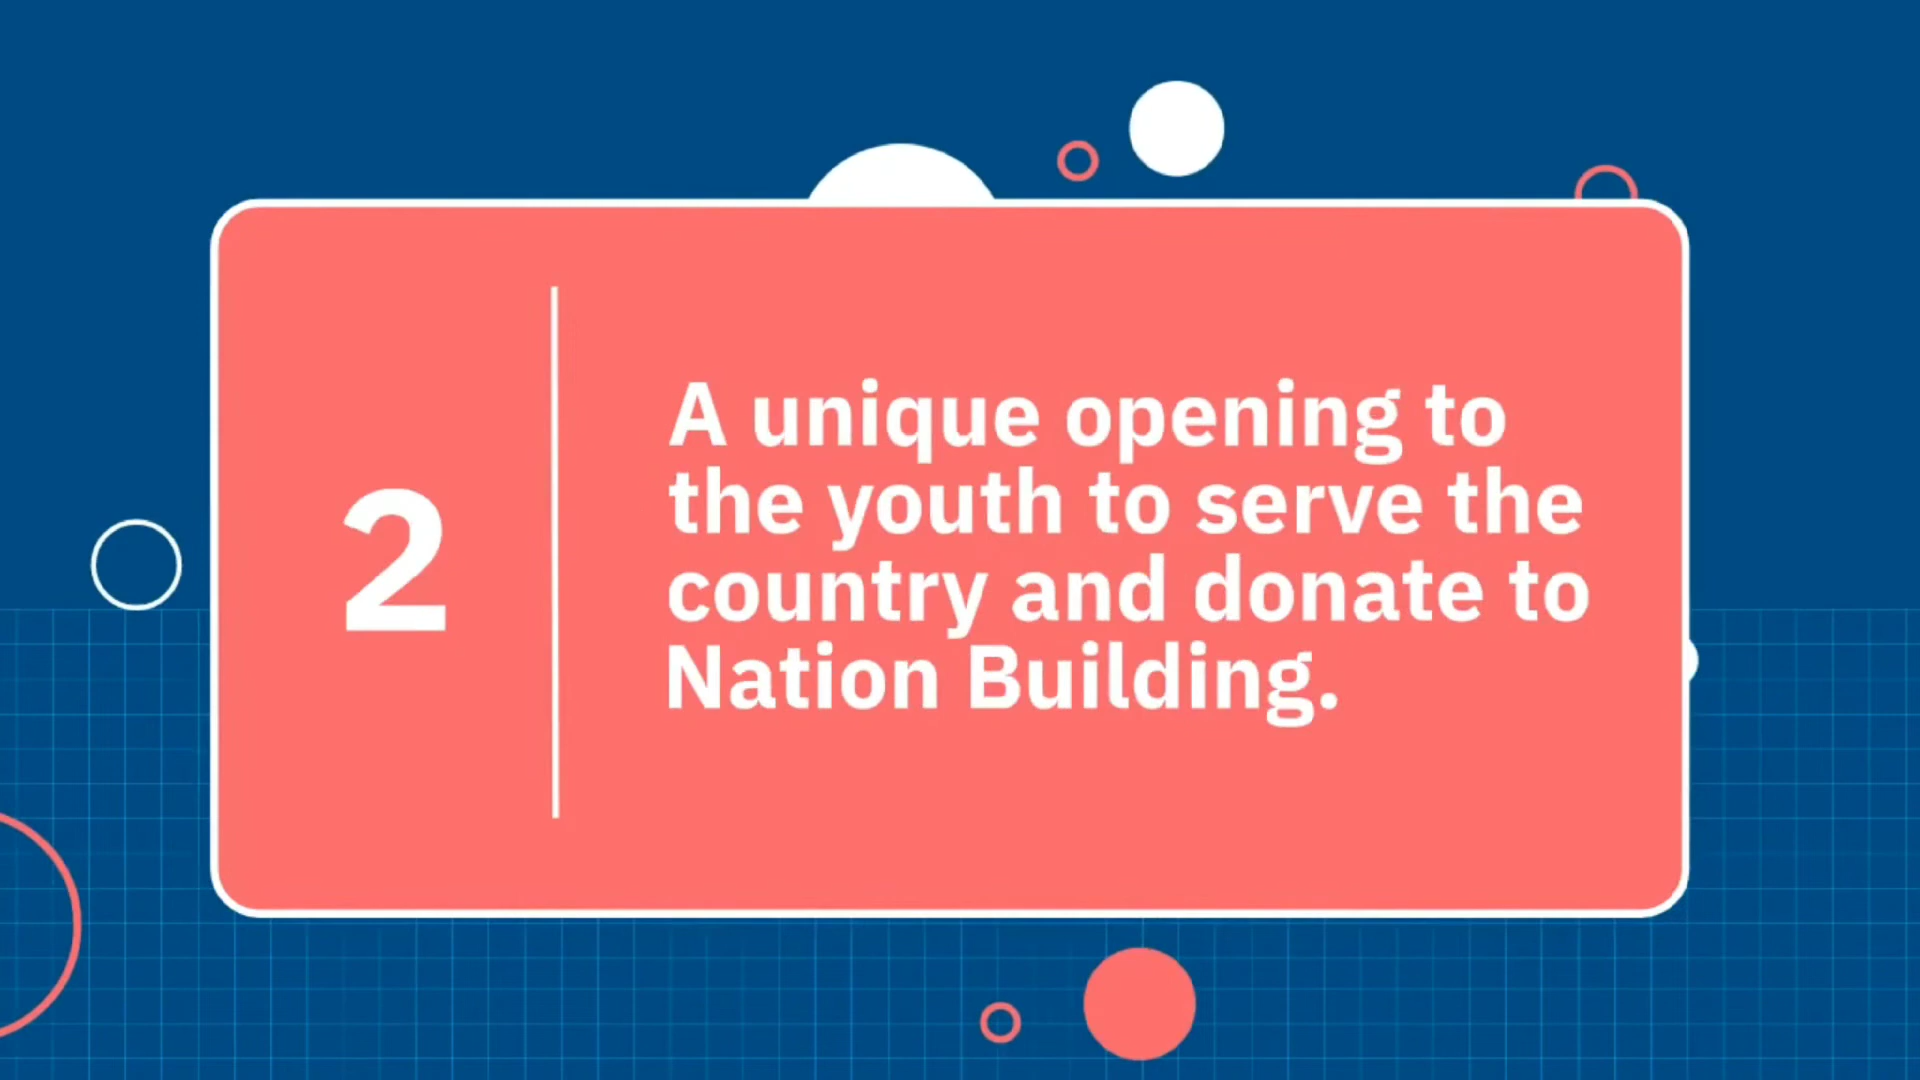 2
A unique opening to
the youth to serve the
country and donate to
Nation Building.